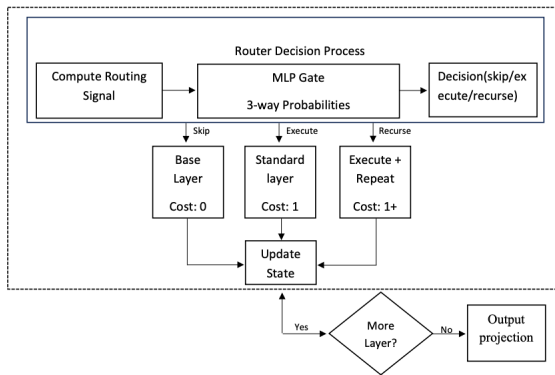 Router Decision Process
Compute Routing
Signal
MLP Gate
3-way Probabilities
Decision(skip/ex
ecute/recurse)
Skip
Execute
Recurse
Base
Layer
Cost: 0
Standard
layer
Cost: 1
Execute +
Repeat
Cost: 1+
Update
State
Yes
More
Layer?
No
Output
projection